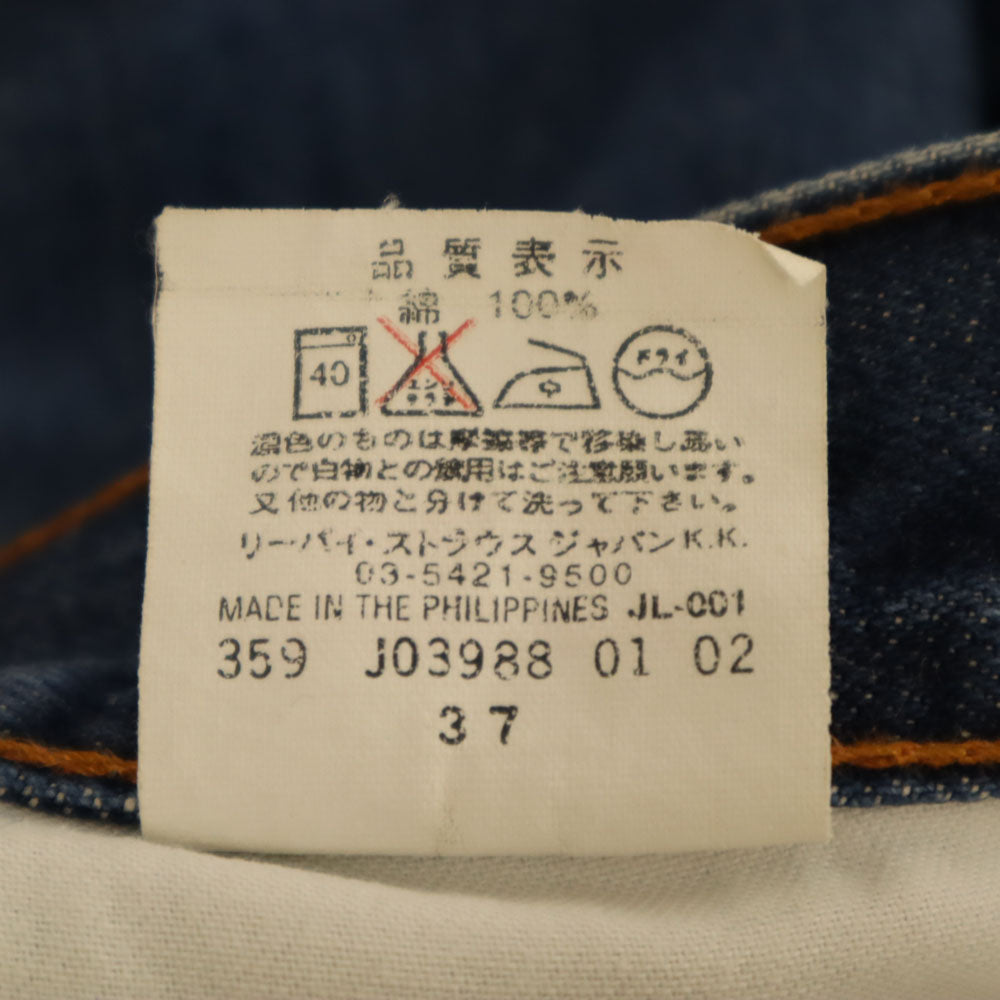 品質表示
綿 100%
40 エンソ サラシ ドライ
濃色のものは摩擦等で移染し易い
ので白物との着用はご注意願います。
又他の物と分けて洗って下さい。
リーバイ・ストラウス ジャパンK.K.
03-5421-9500
MADE IN THE PHILIPPINES JL-001
359 J03988 01 02
37